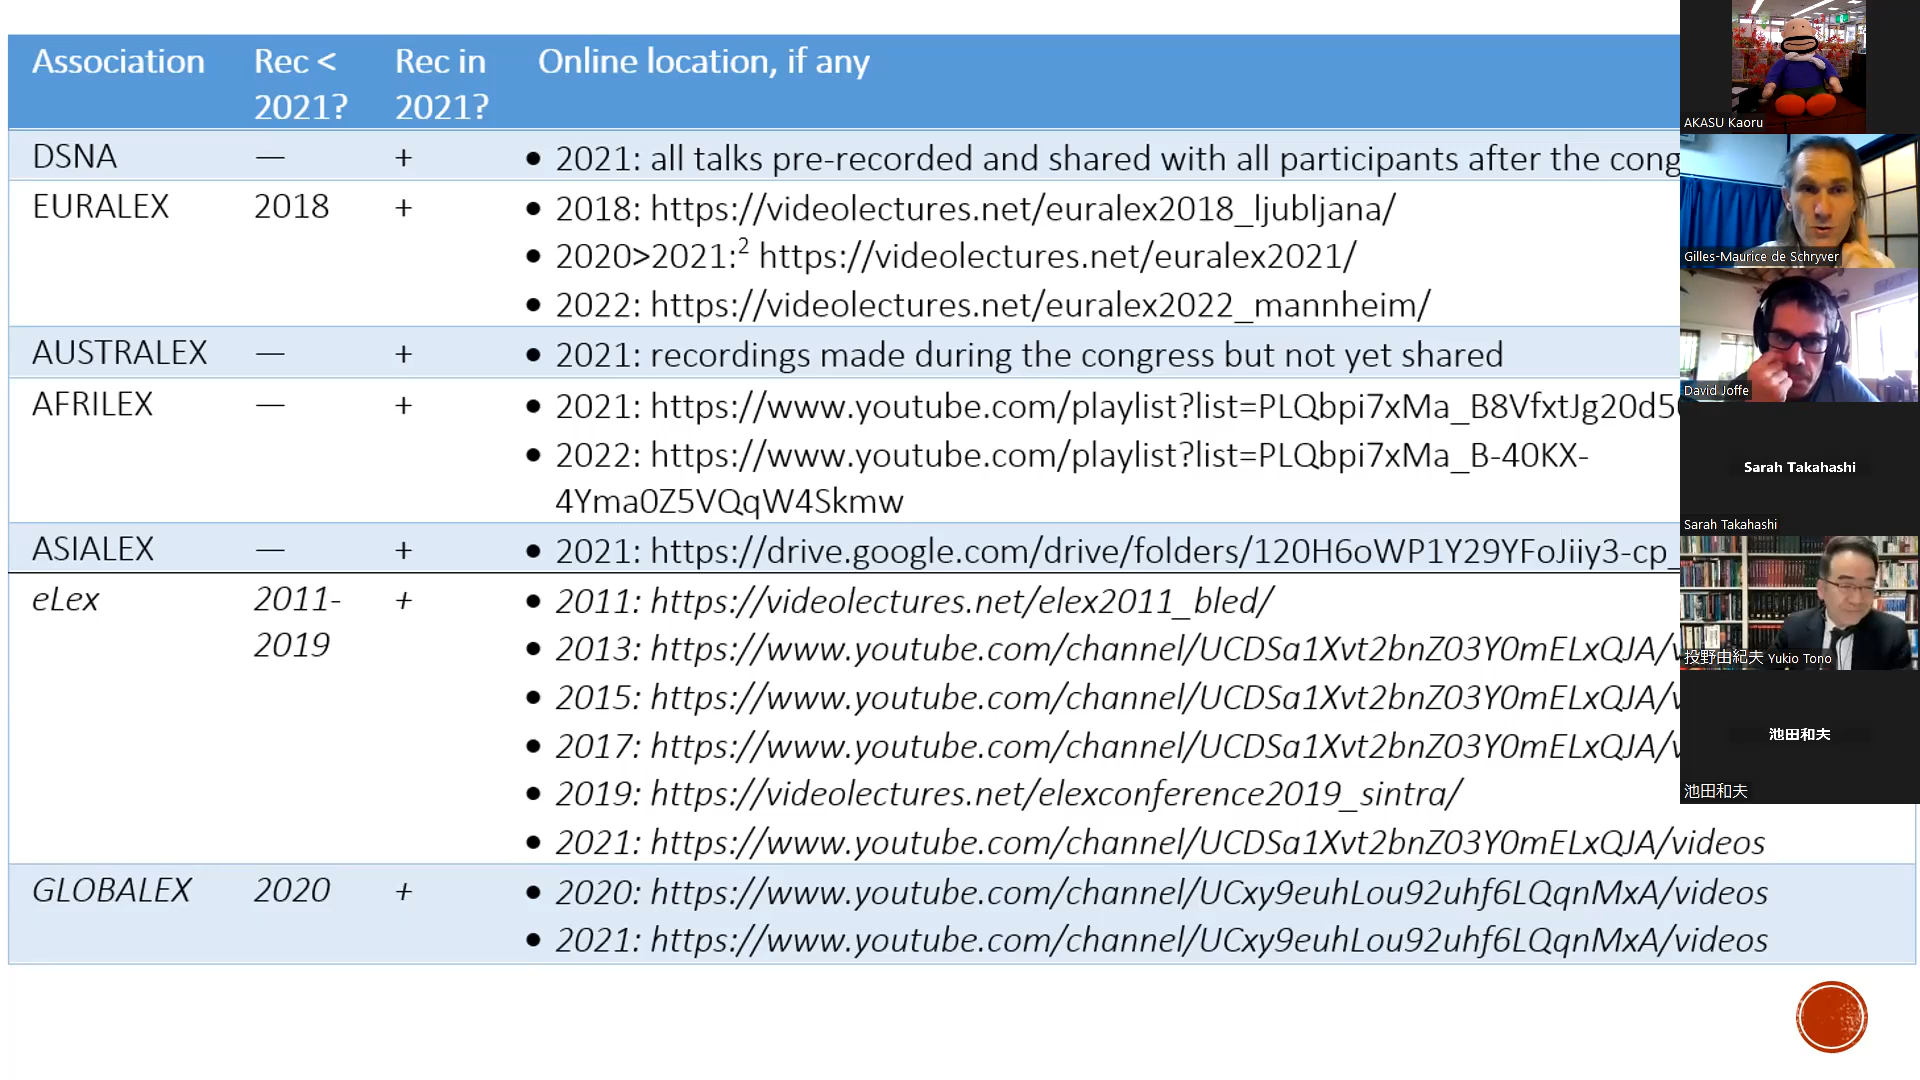 Association Rec < 2021? Rec in 2021? Online location, if any
DSNA — + • 2021: all talks pre-recorded and shared with all participants after the cong
EURALEX 2018 + • 2018: https://videolectures.net/euralex2018_ljubljana/
• 2020>2021:² https://videolectures.net/euralex2021/
• 2022: https://videolectures.net/euralex2022_mannheim/
AUSTRALEX — + • 2021: recordings made during the congress but not yet shared
AFRILEX — + • 2021: https://www.youtube.com/playlist?list=PLQbpi7xMa_B8VfxtJg20d5
• 2022: https://www.youtube.com/playlist?list=PLQbpi7xMa_B-40KX-
4Yma0Z5VQqW4Skmw
ASIALEX — + • 2021: https://drive.google.com/drive/folders/120H6oWP1Y29YFoJiiy3-cp_
eLex 2011-2019 + • 2011: https://videolectures.net/elex2011_bled/
• 2013: https://www.youtube.com/channel/UCDSa1Xvt2bnZ03Y0mELxQJA/v
• 2015: https://www.youtube.com/channel/UCDSa1Xvt2bnZ03Y0mELxQJA/v
• 2017: https://www.youtube.com/channel/UCDSa1Xvt2bnZ03Y0mELxQJA/v
• 2019: https://videolectures.net/elexconference2019_sintra/
• 2021: https://www.youtube.com/channel/UCDSa1Xvt2bnZ03Y0mELxQJA/videos
GLOBALEX 2020 + • 2020: https://www.youtube.com/channel/UCxy9euhLou92uhf6LQqnMxA/videos
• 2021: https://www.youtube.com/channel/UCxy9euhLou92uhf6LQqnMxA/videos
AKASU Kaoru
Gilles-Maurice de Schryver
David Joffe
Sarah Takahashi
Sarah Takahashi
投野由紀夫 Yukio Tono
池田和夫
池田和夫